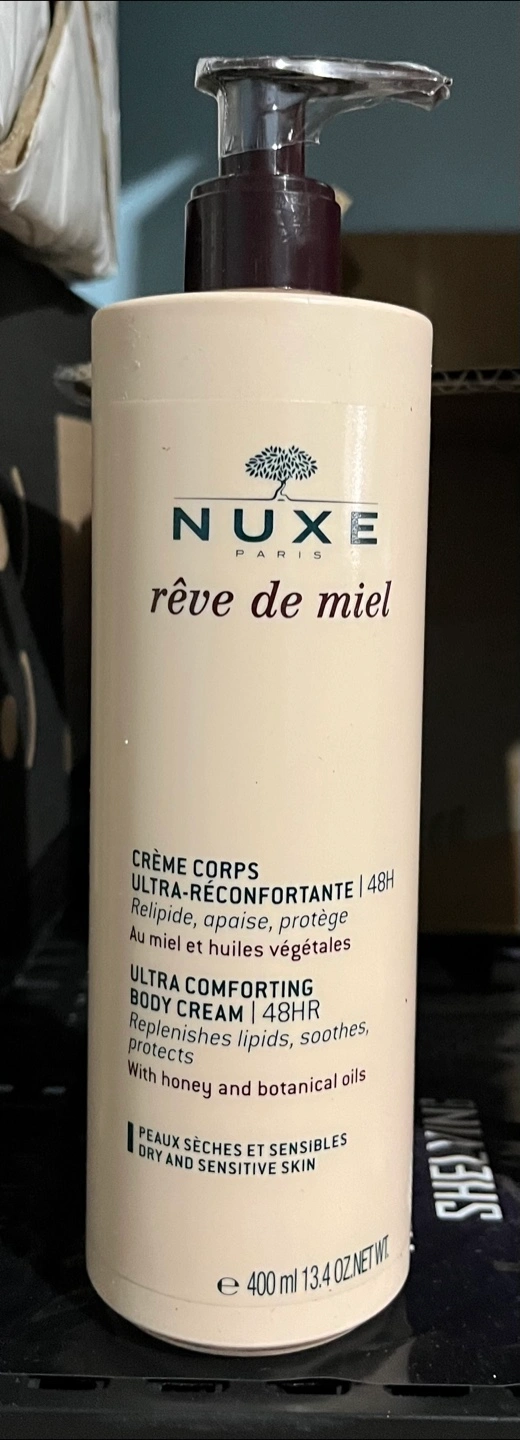 NUXE
PARIS
rêve de miel
CRÈME CORPS
ULTRA-RÉCONFORTANTE | 48H
Relipide, apaise, protège
Au miel et huiles végétales
ULTRA COMFORTING
BODY CREAM | 48HR
Replenishes lipids, soothes,
protects
With honey and botanical oils
PEAUX SÈCHES ET SENSIBLES
DRY AND SENSITIVE SKIN
℮ 400 ml 13.4 OZ.NET WT.
SHELVING